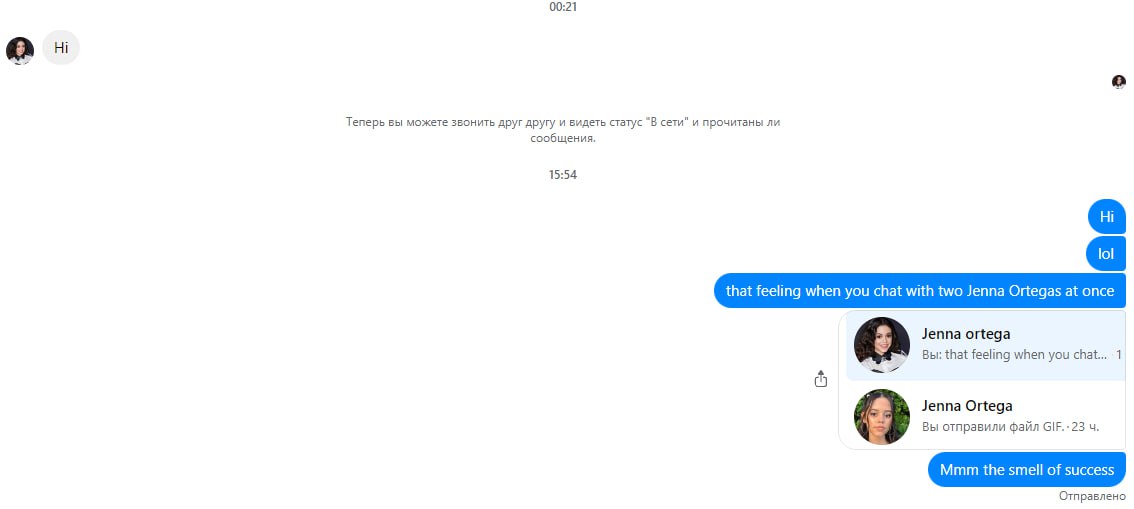 00:21
Hi
Теперь вы можете звонить друг другу и видеть статус "В сети" и прочитаны ли
сообщения.
15:54
Hi
lol
that feeling when you chat with two Jenna Ortegas at once
Jenna ortega
Вы: that feeling when you chat... · 1
Jenna Ortega
Вы отправили файл GIF. · 23 ч.
Mmm the smell of success
Отправлено